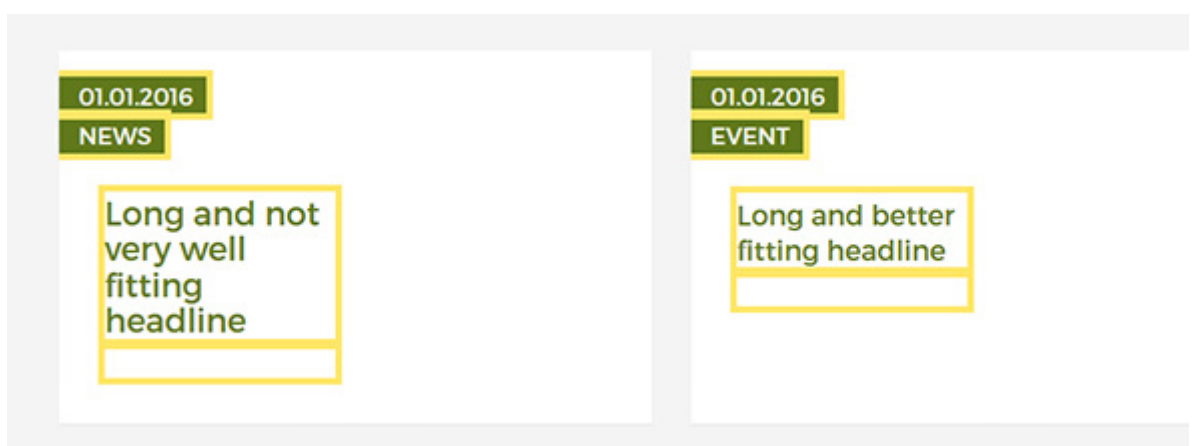 01.01.2016
NEWS
Long and not
very well
fitting
headline
01.01.2016
EVENT
Long and better
fitting headline